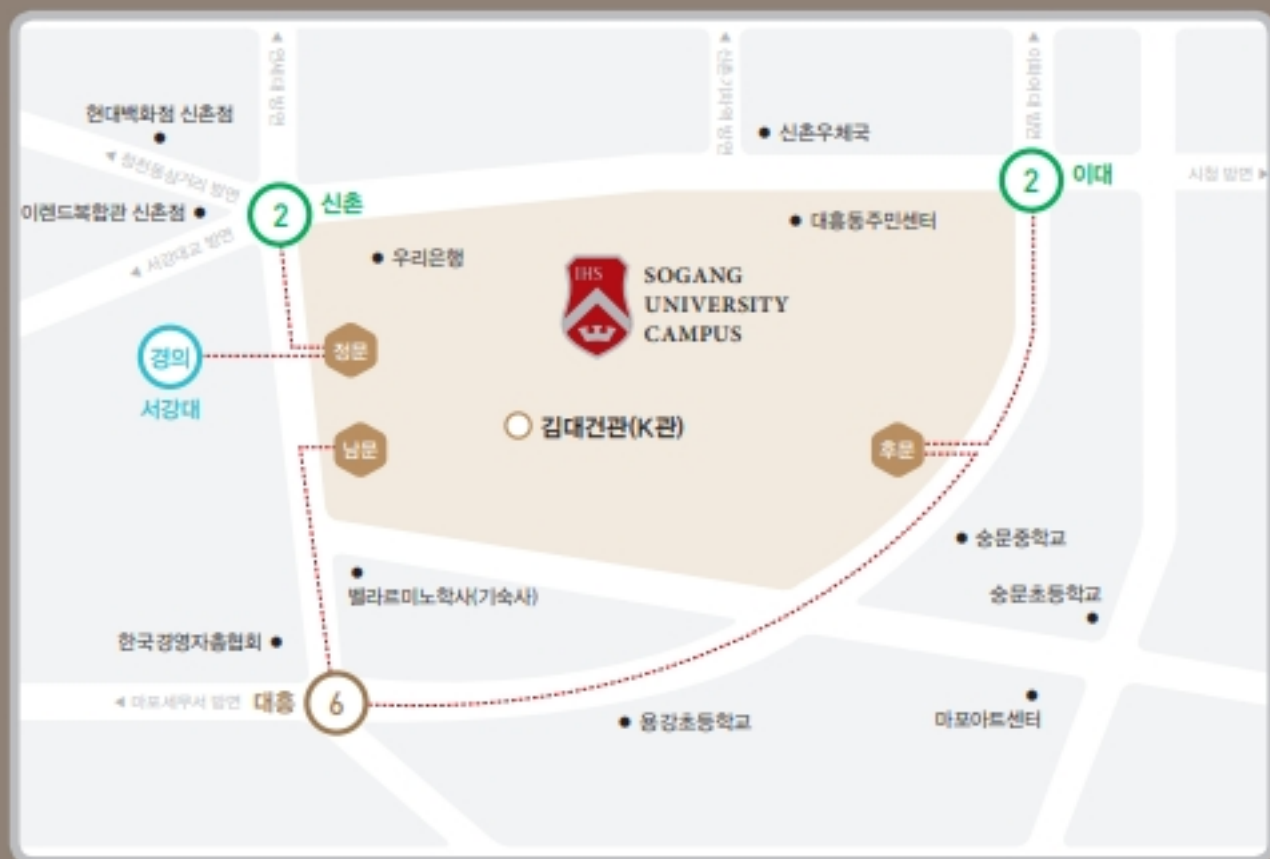 ◀ 연세대 방면
◀ 신촌기차역 방면
◀ 이화여대 방면
현대백화점 신촌점
신촌우체국
◀ 창천동삼거리 방면
2 신촌
2 이대
시청 방면 ▶
이랜드복합관 신촌점
대흥동주민센터
◀ 서강대교 방면
우리은행
IHS
SOGANG
UNIVERSITY
CAMPUS
경의
서강대
정문
김대건관(K관)
남문
후문
숭문중학교
벨라르미노학사(기숙사)
숭문초등학교
한국경영자총협회
◀ 마포세무서 방면
대흥 6
용강초등학교
마포아트센터